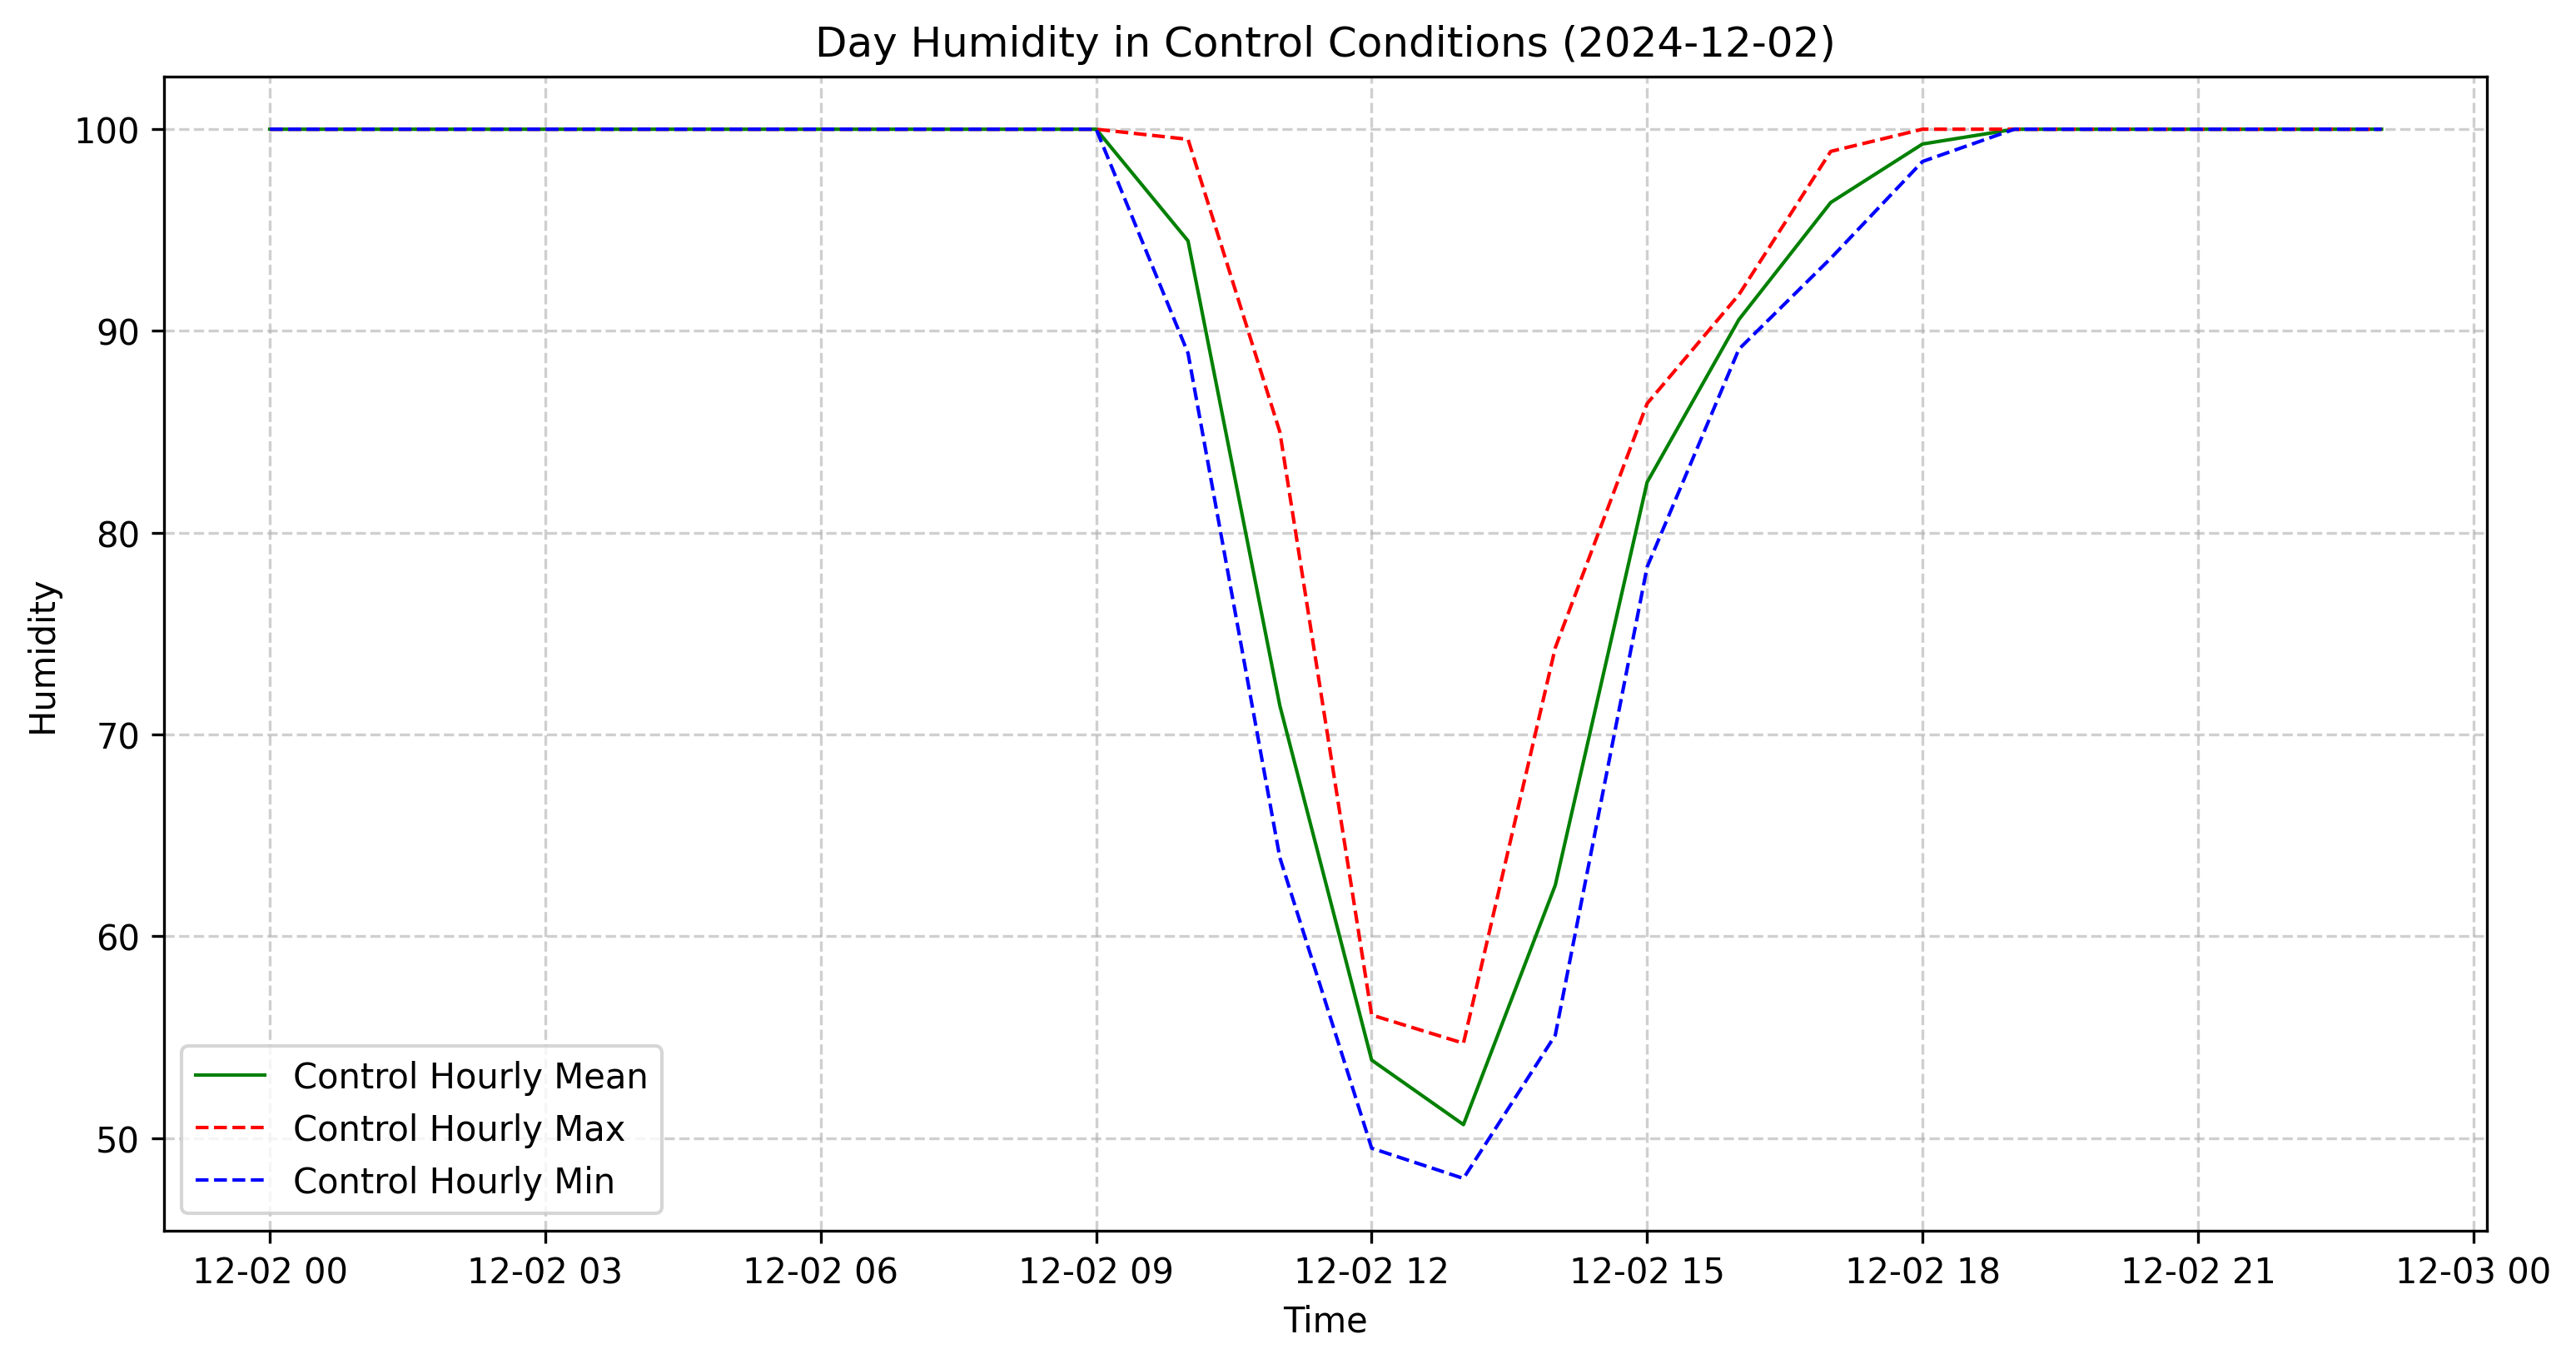 Day Humidity in Control Conditions (2024-12-02)
Humidity
100
90
80
70
60
50
Control Hourly Mean
Control Hourly Max
Control Hourly Min
12-02 00 12-02 03 12-02 06 12-02 09 12-02 12 12-02 15 12-02 18 12-02 21 12-03 00
Time